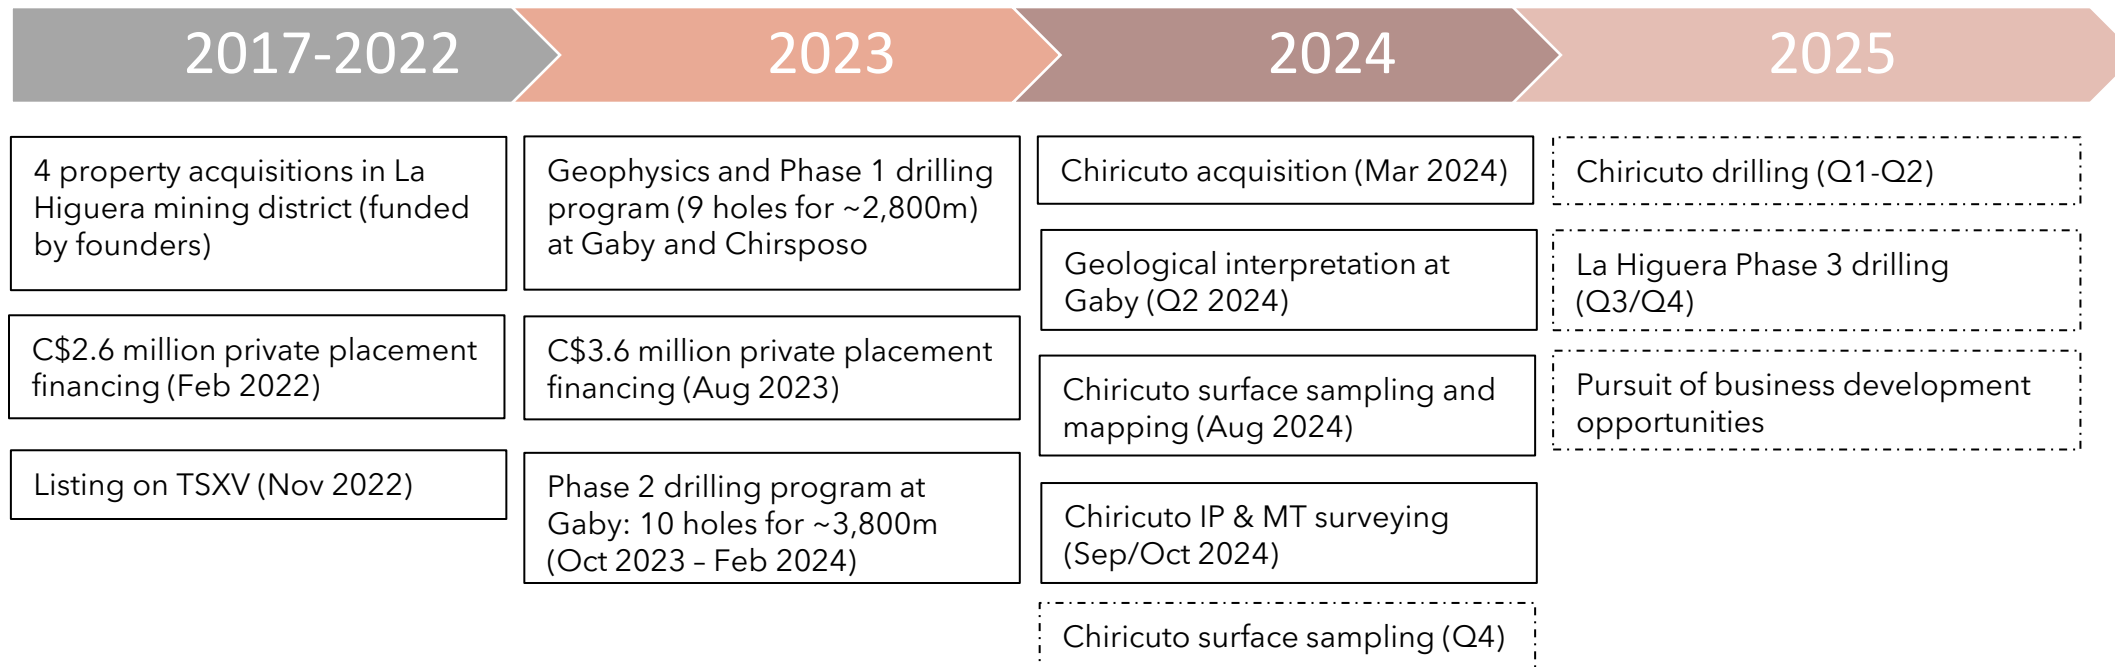 2017-2022
2023
2024
2025
4 property acquisitions in La
Higuera mining district (funded
by founders)
C$2.6 million private placement
financing (Feb 2022)
Listing on TSXV (Nov 2022)
Geophysics and Phase 1 drilling
program (9 holes for ~2,800m)
at Gaby and Chirsposo
C$3.6 million private placement
financing (Aug 2023)
Phase 2 drilling program at
Gaby: 10 holes for ~3,800m
(Oct 2023 – Feb 2024)
Chiricuto acquisition (Mar 2024)
Geological interpretation at
Gaby (Q2 2024)
Chiricuto surface sampling and
mapping (Aug 2024)
Chiricuto IP & MT surveying
(Sep/Oct 2024)
Chiricuto surface sampling (Q4)
Chiricuto drilling (Q1-Q2)
La Higuera Phase 3 drilling
(Q3/Q4)
Pursuit of business development
opportunities